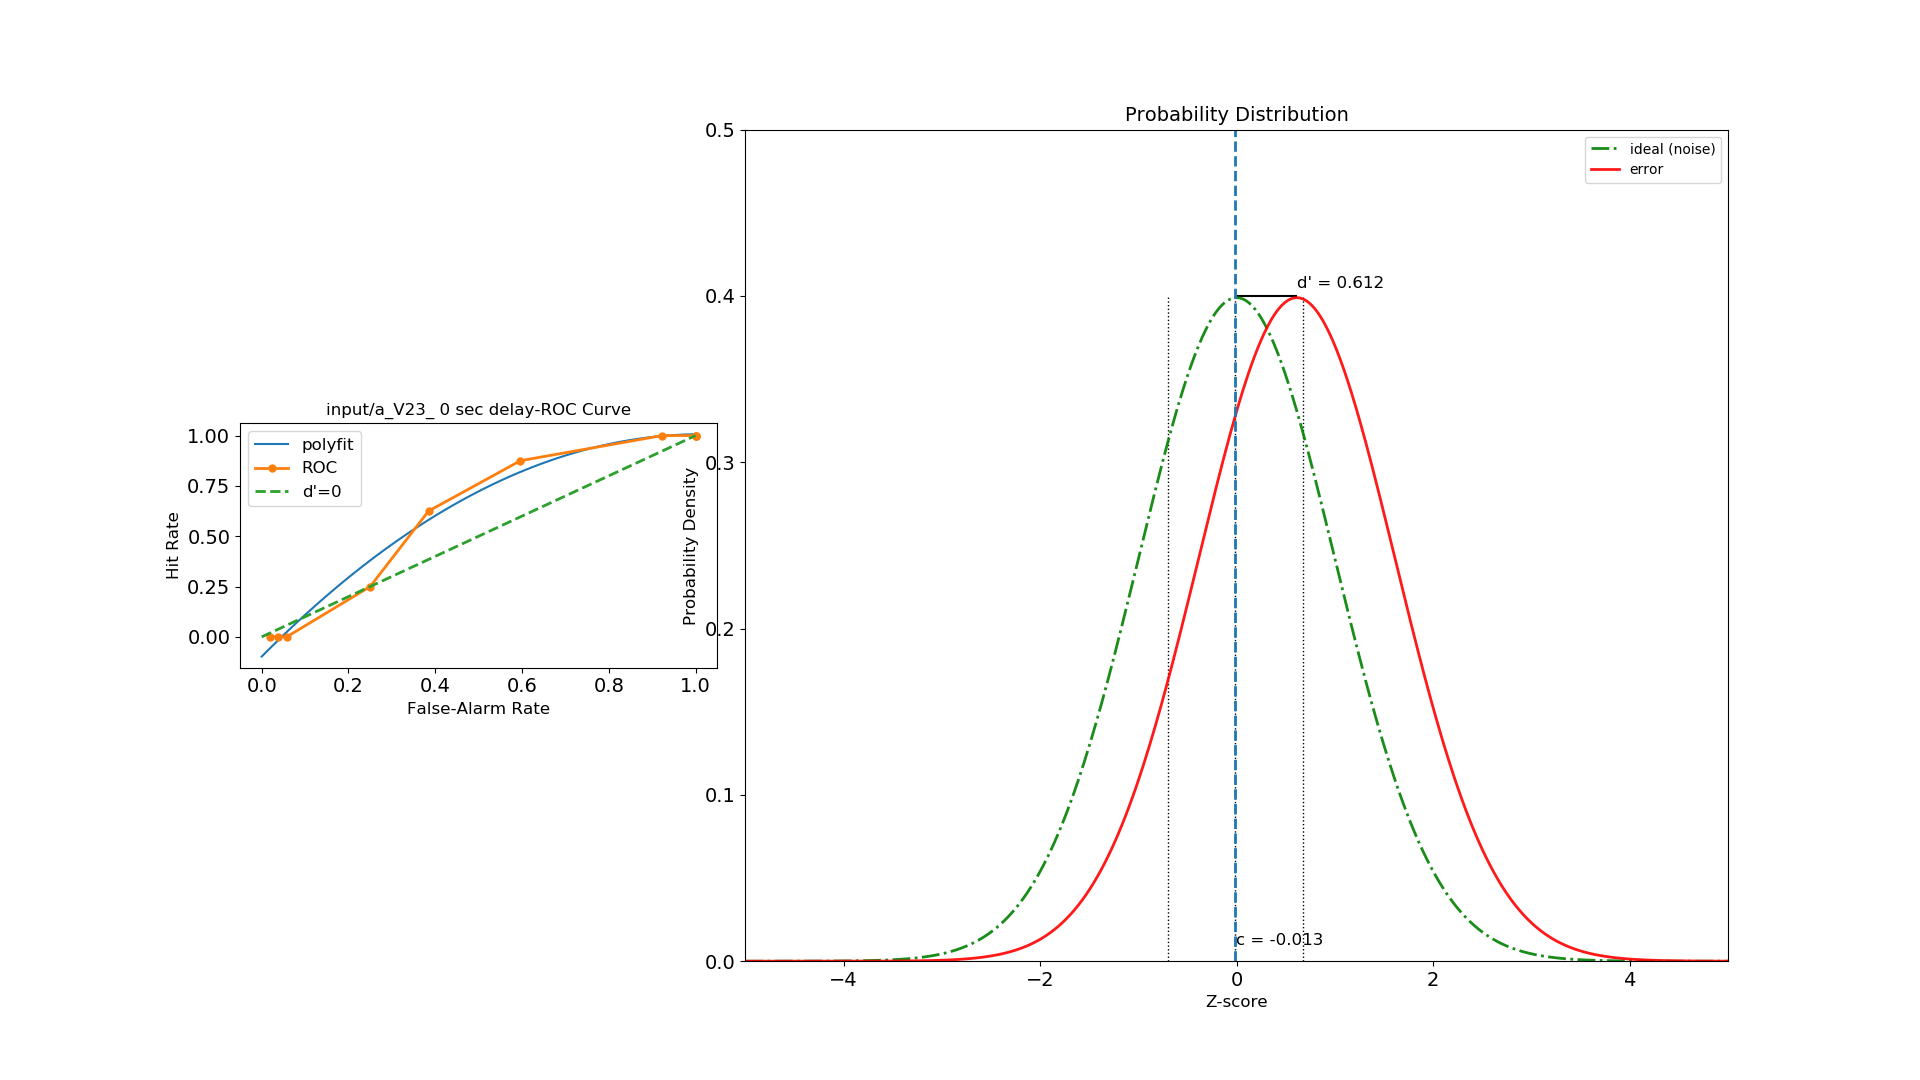 input/a_V23_ 0 sec delay-ROC Curve
polyfit
ROC
d'=0
1.00
0.75
0.50
0.25
0.00
Hit Rate
0.0 0.2 0.4 0.6 0.8 1.0
False-Alarm Rate
Probability Distribution
ideal (noise)
error
d' = 0.612
c = -0.013
0.5
0.4
0.3
0.2
0.1
0.0
Probability Density
−4 −2 0 2 4
Z-score